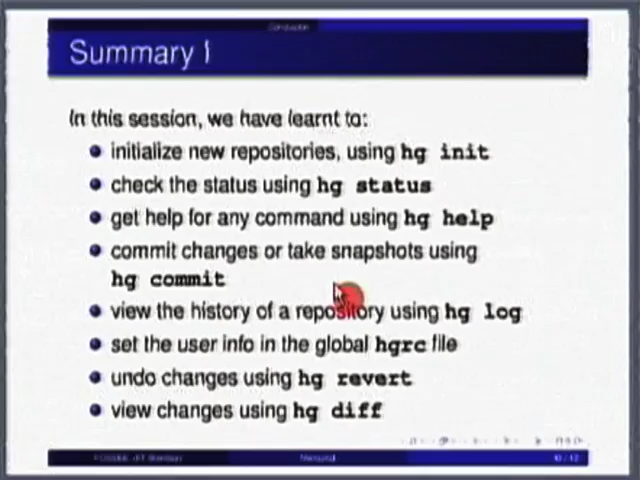 Conclusion
Summary I
In this session, we have learnt to:
initialize new repositories, using hg init
check the status using hg status
get help for any command using hg help
commit changes or take snapshots using
hg commit
view the history of a repository using hg log
set the user info in the global hgrc file
undo changes using hg revert
view changes using hg diff
Mercurial